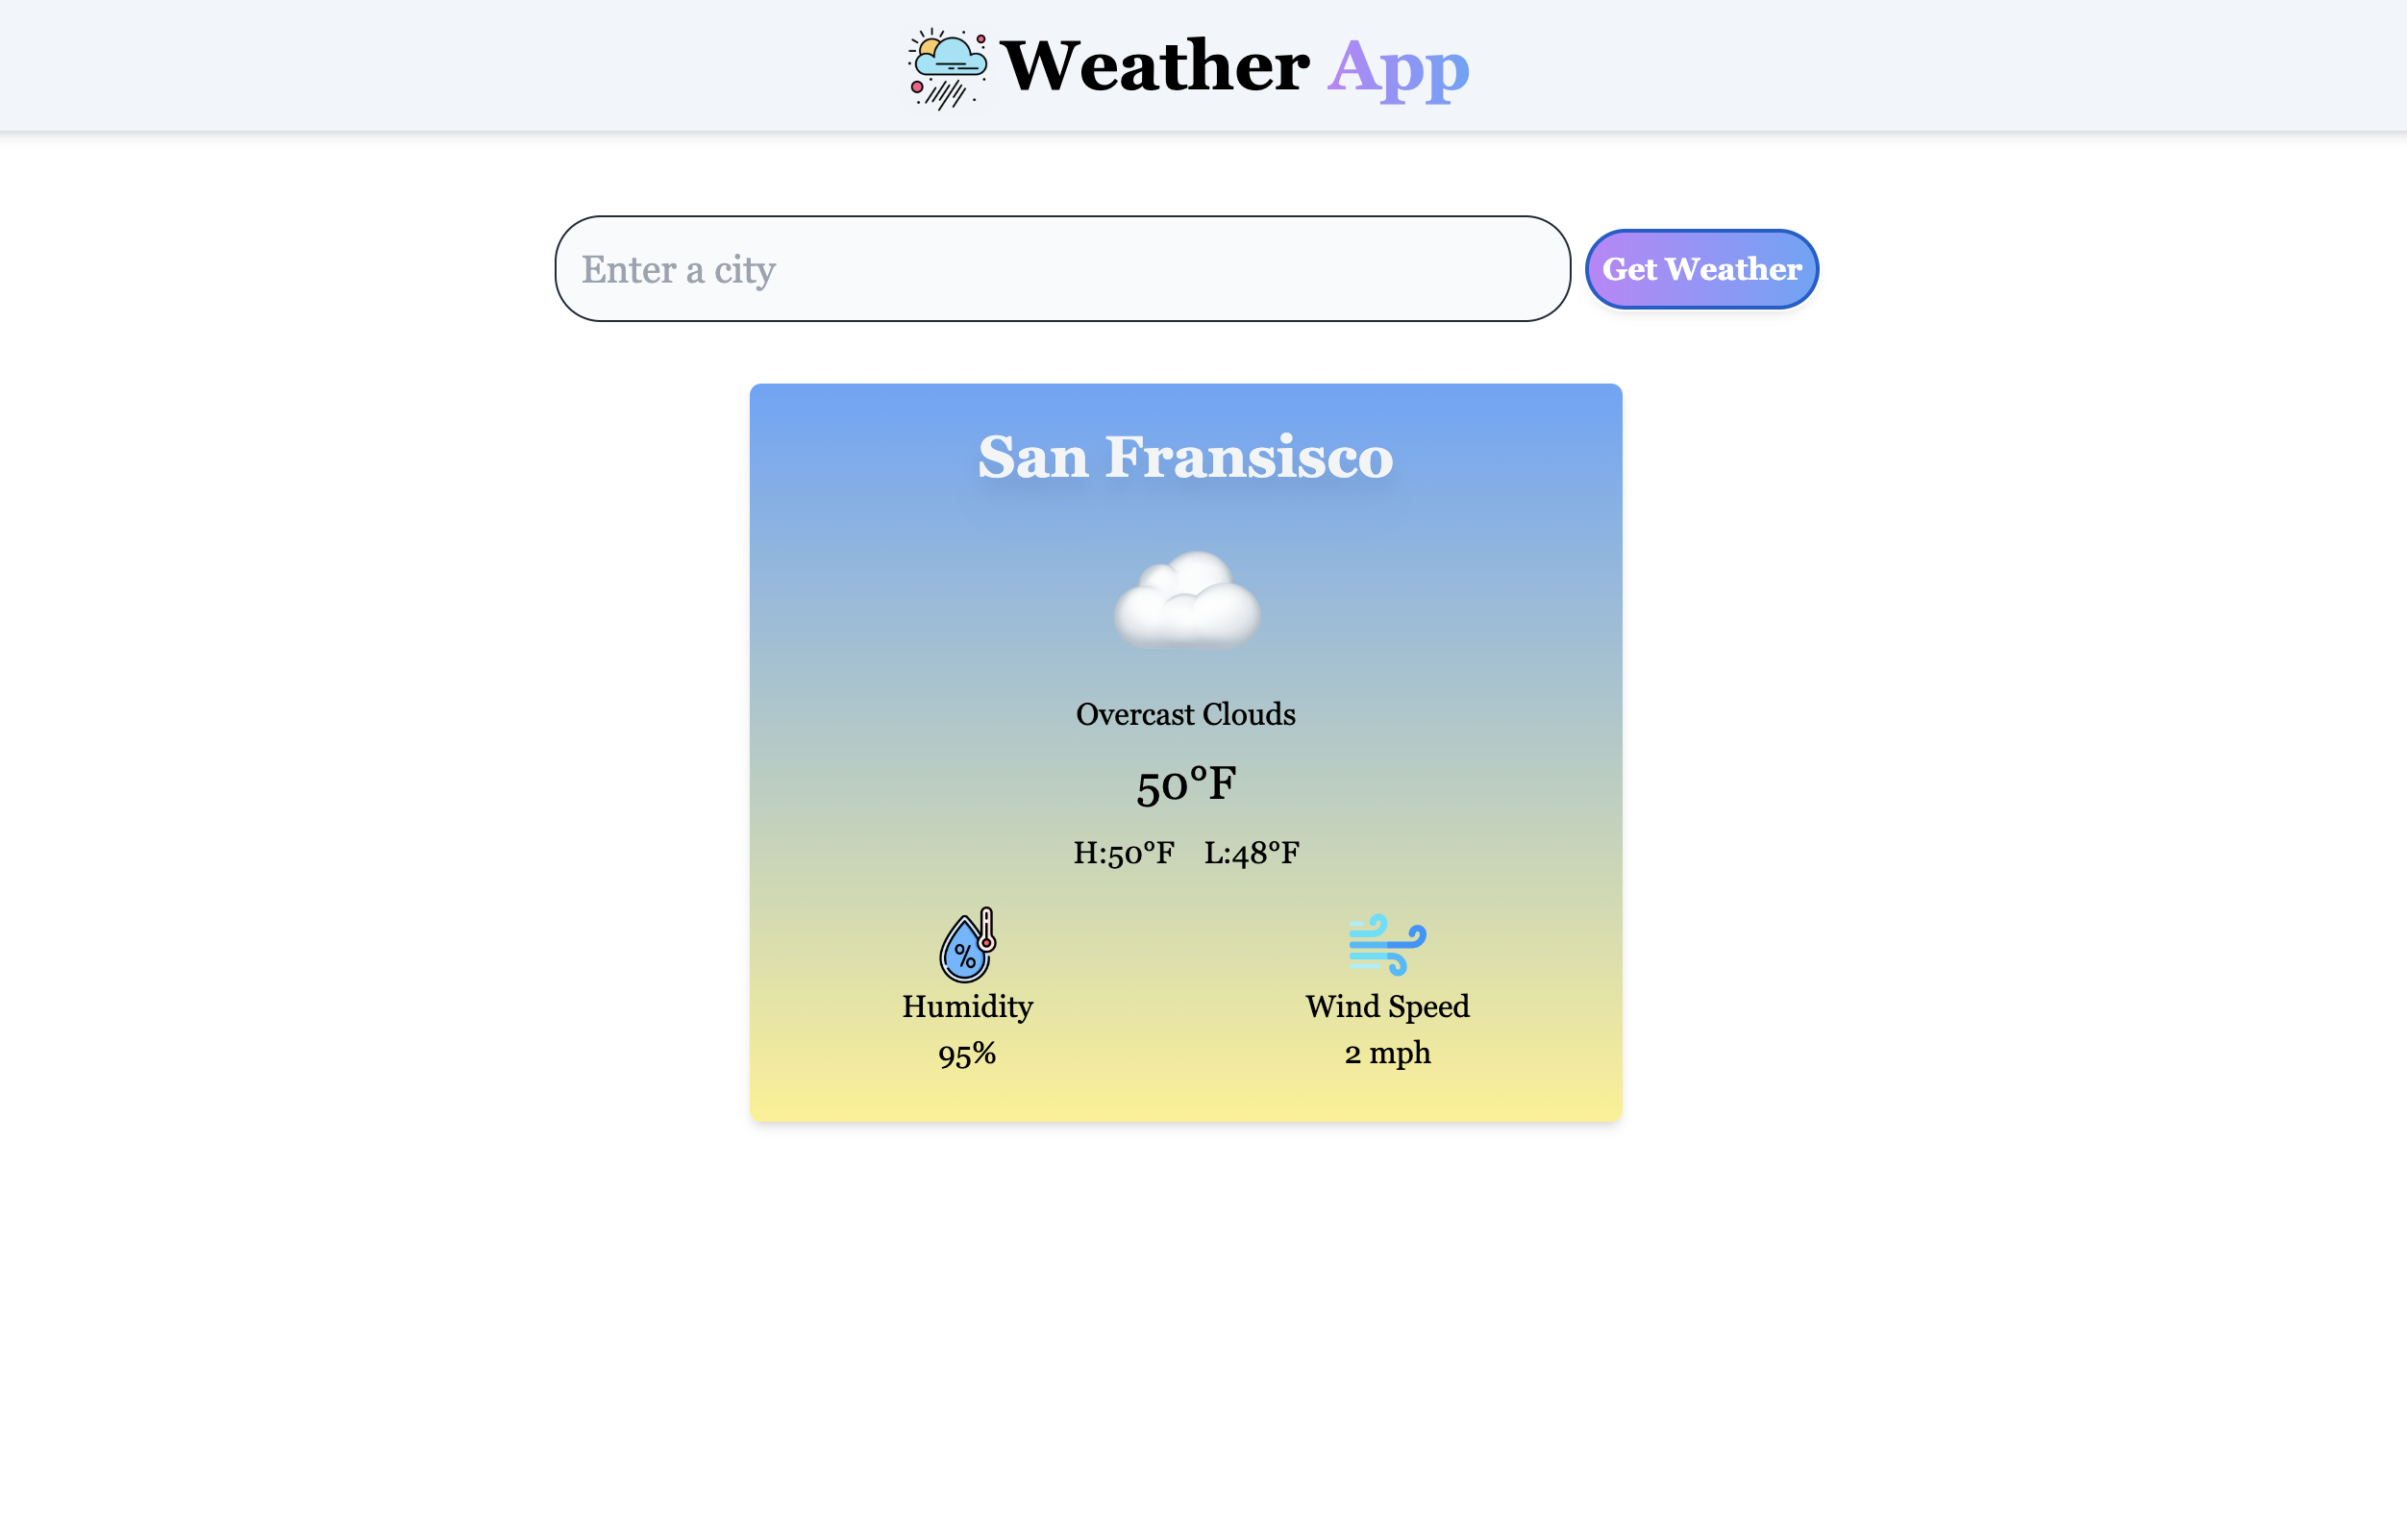 Weather App
Enter a city
Get Weather
San Fransisco
Overcast Clouds
50°F
H:50°F L:48°F
%
Humidity
Wind Speed
95%
2 mph